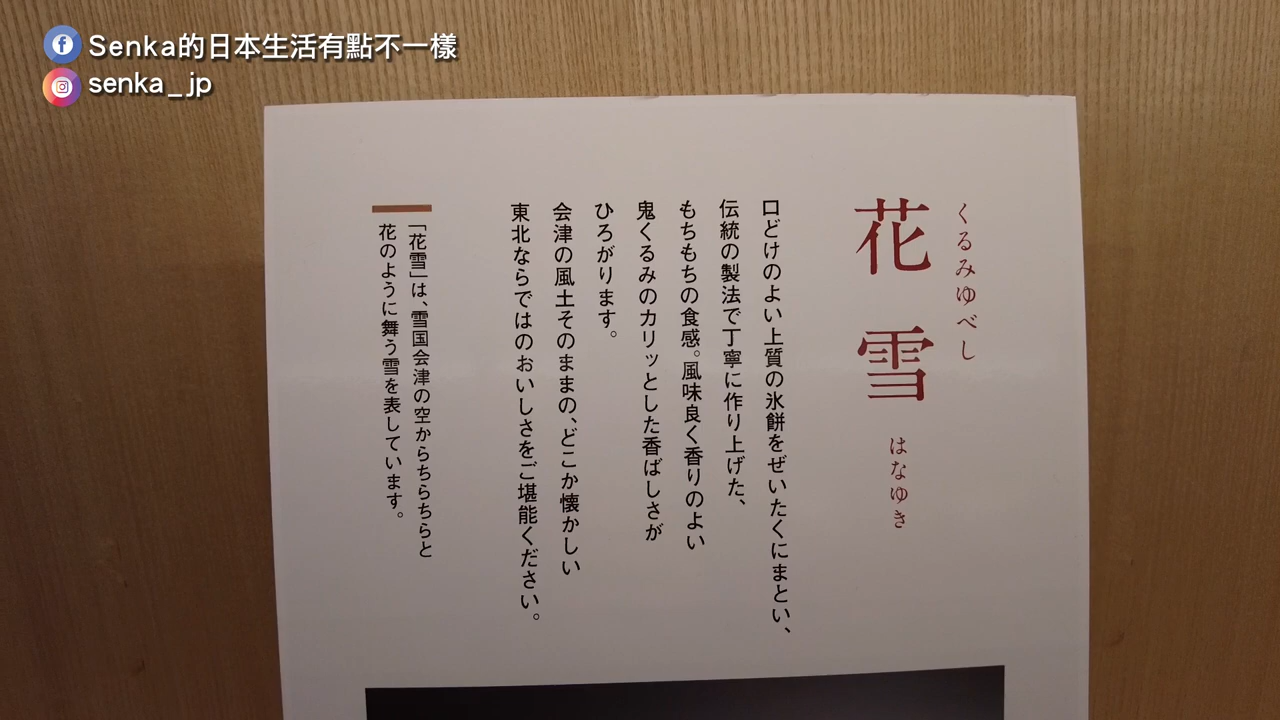 Senka的日本生活有點不一樣
senka_jp
くるみゆべし
花雪
はなゆき
口どけのよい上質の氷餅をぜいたくにまとい、
伝統の製法で丁寧に作り上げた、
もちもちの食感。風味良く香りのよい
鬼くるみのカリッとした香ばしさが
ひろがります。
会津の風土そのままの、どこか懐かしい
東北ならではのおいしさをご堪能ください。
「花雪」は、雪国会津の空からちらちらと
花のように舞う雪を表しています。